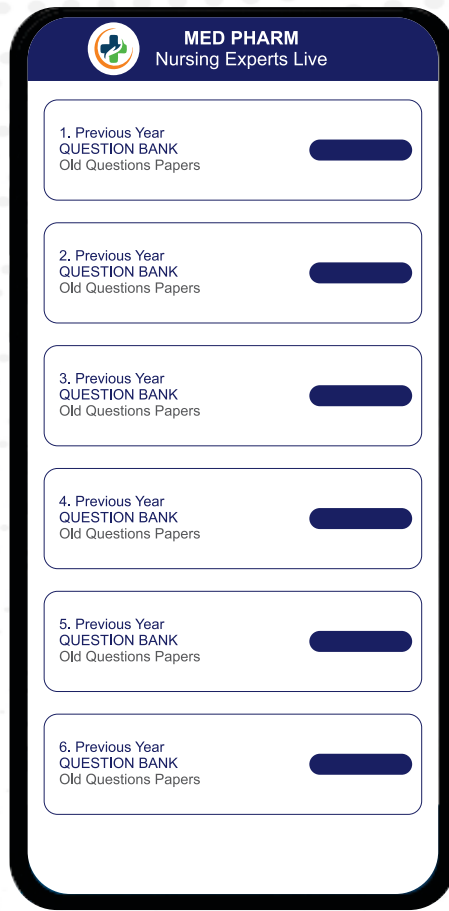 MED PHARM
Nursing Experts Live
1. Previous Year
QUESTION BANK
Old Questions Papers
2. Previous Year
QUESTION BANK
Old Questions Papers
3. Previous Year
QUESTION BANK
Old Questions Papers
4. Previous Year
QUESTION BANK
Old Questions Papers
5. Previous Year
QUESTION BANK
Old Questions Papers
6. Previous Year
QUESTION BANK
Old Questions Papers